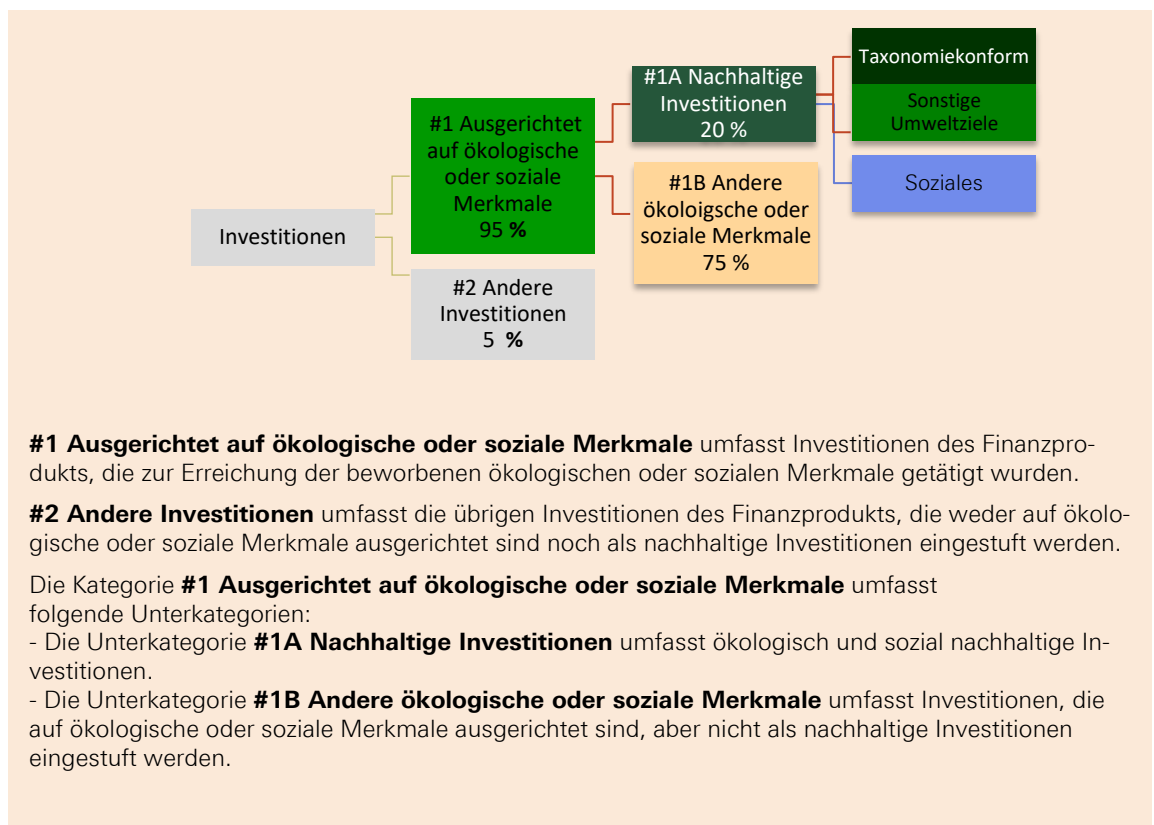 Investitionen
#1 Ausgerichtet
auf ökologische
oder soziale
Merkmale
95 %
#2 Andere
Investitionen
5 %
#1A Nachhaltige
Investitionen
20 %
#1B Andere
ökoloigsche oder
soziale Merkmale
75 %
Taxonomiekonform
Sonstige
Umweltziele
Soziales
#1 Ausgerichtet auf ökologische oder soziale Merkmale umfasst Investitionen des Finanzpro-
dukts, die zur Erreichung der beworbenen ökologischen oder sozialen Merkmale getätigt wurden.
#2 Andere Investitionen umfasst die übrigen Investitionen des Finanzprodukts, die weder auf ökolo-
gische oder soziale Merkmale ausgerichtet sind noch als nachhaltige Investitionen eingestuft werden.
Die Kategorie #1 Ausgerichtet auf ökologische oder soziale Merkmale umfasst
folgende Unterkategorien:
- Die Unterkategorie #1A Nachhaltige Investitionen umfasst ökologisch und sozial nachhaltige In-
vestitionen.
- Die Unterkategorie #1B Andere ökologische oder soziale Merkmale umfasst Investitionen, die
auf ökologische oder soziale Merkmale ausgerichtet sind, aber nicht als nachhaltige Investitionen
eingestuft werden.